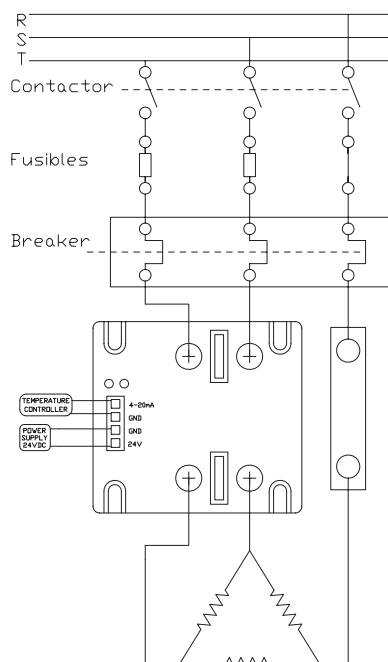 R
S
T
Contactor
Fusibles
Breaker
TEMPERATURE
CONTROLLER
4-20mA
GND
POWER
SUPPLY
24VDC
GND
24V